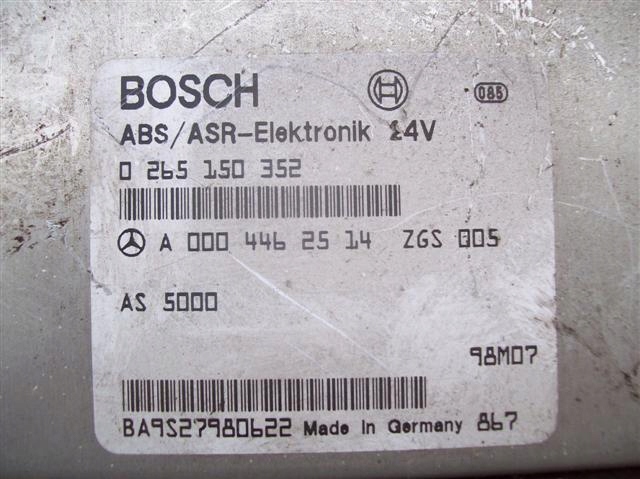 BOSCH
085
ABS/ASR-Elektronik 24V
0 265 150 352
A 000 446 25 14 ZGS 005
AS 5000
98M07
BA9S27980622 Made In Germany 867